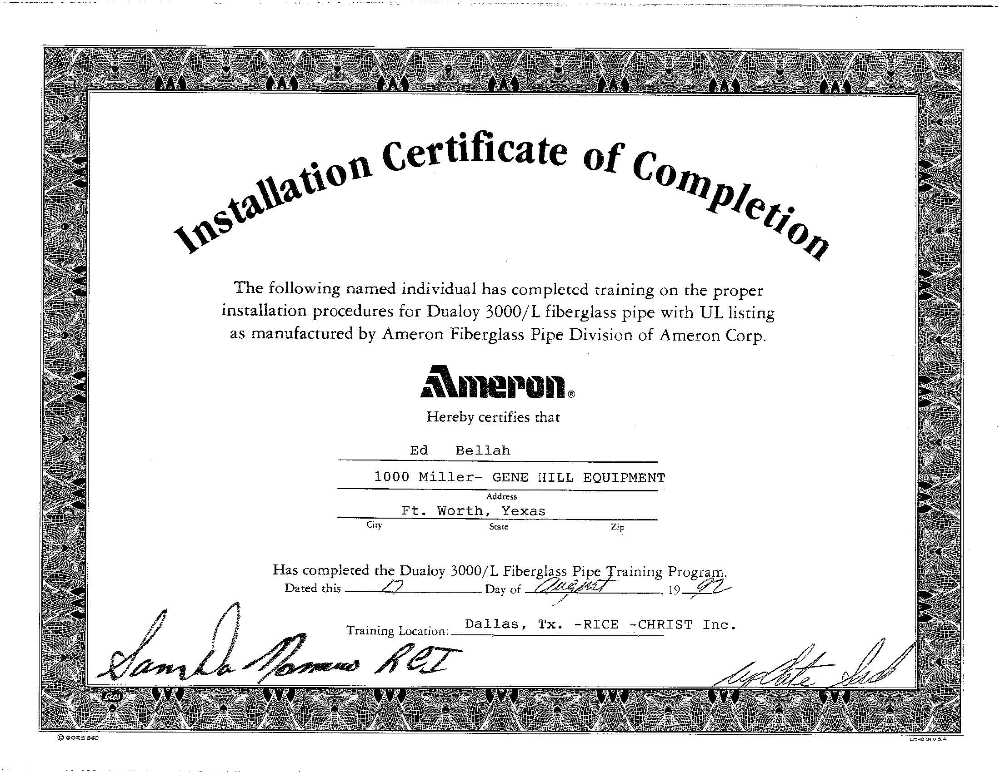 Installation Certificate of Completion
The following named individual has completed training on the proper
installation procedures for Dualoy 3000/L fiberglass pipe with UL listing
as manufactured by Ameron Fiberglass Pipe Division of Ameron Corp.
Ameron®
Hereby certifies that
Ed Bellah
1000 Miller- GENE HILL EQUIPMENT
Address
Ft. Worth, Yexas
City State Zip
Has completed the Dualoy 3000/L Fiberglass Pipe Training Program.
Dated this 17 Day of August, 1992
Training Location: Dallas, Tx. -RICE -CHRIST Inc.
Sam RCI
update
Goes
© GOES 340
LITHO IN U.S.A.